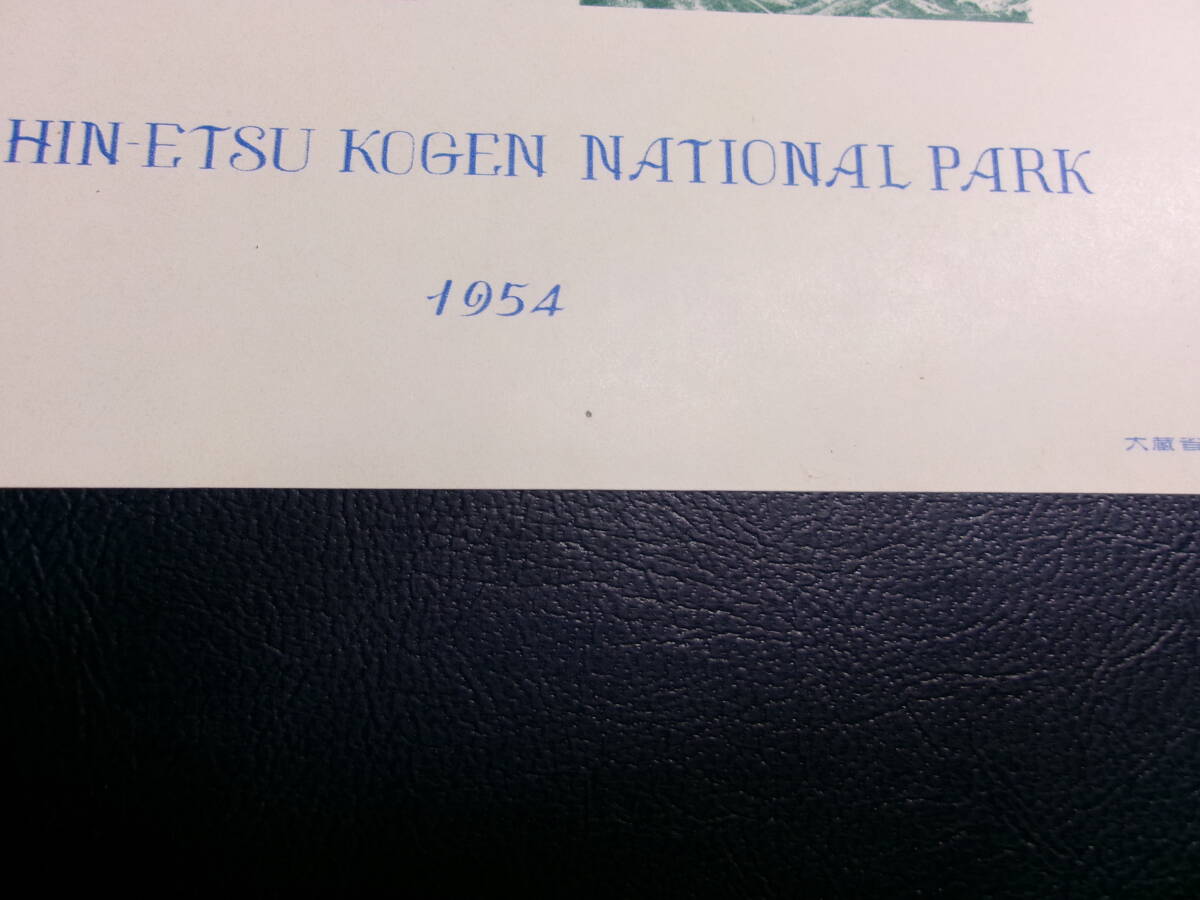 HIN-ETSU KOGEN NATIONAL PARK
1954
大蔵省